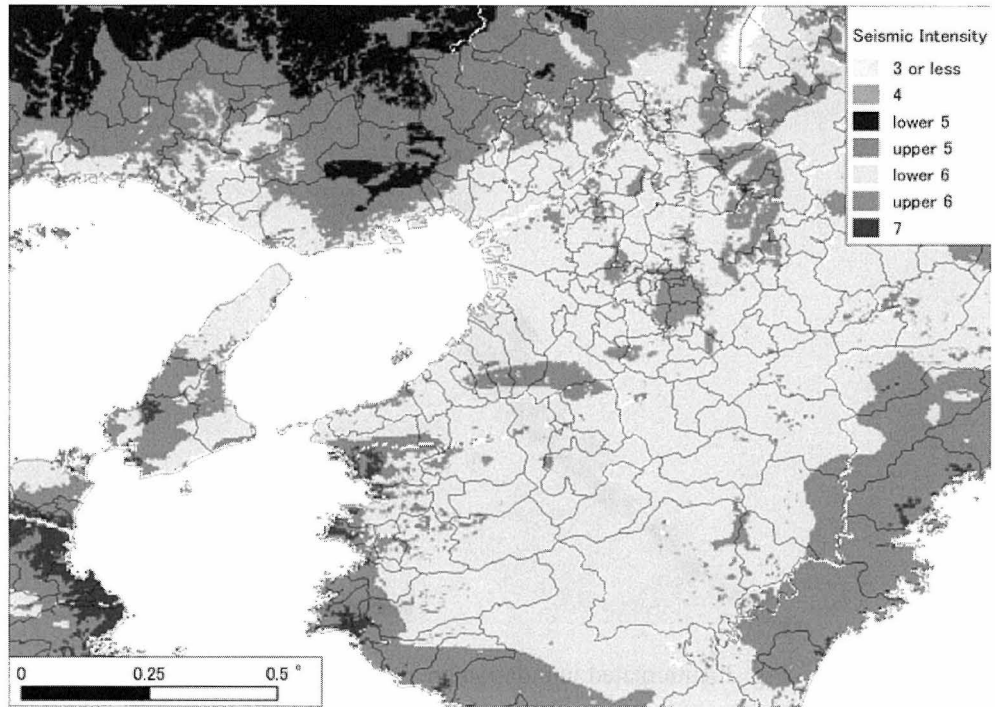 Seismic Intensity
3 or less
4
lower 5
upper 5
lower 6
upper 6
7
0 0.25 0.5 °